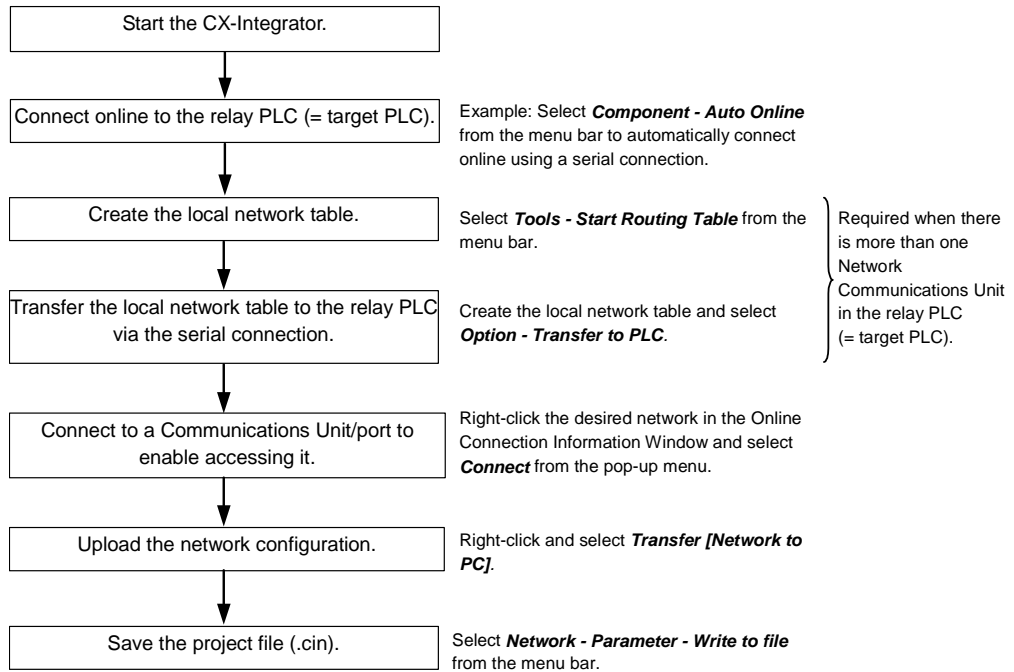 Start the CX-Integrator.
Connect online to the relay PLC (= target PLC).
Example: Select Component - Auto Online
from the menu bar to automatically connect
online using a serial connection.
Create the local network table.
Select Tools - Start Routing Table from the
menu bar.
Transfer the local network table to the relay PLC
via the serial connection.
Create the local network table and select
Option - Transfer to PLC.
Required when there
is more than one
Network
Communications Unit
in the relay PLC
(= target PLC).
Connect to a Communications Unit/port to
enable accessing it.
Right-click the desired network in the Online
Connection Information Window and select
Connect from the pop-up menu.
Upload the network configuration.
Right-click and select Transfer [Network to
PC].
Save the project file (.cin).
Select Network - Parameter - Write to file
from the menu bar.